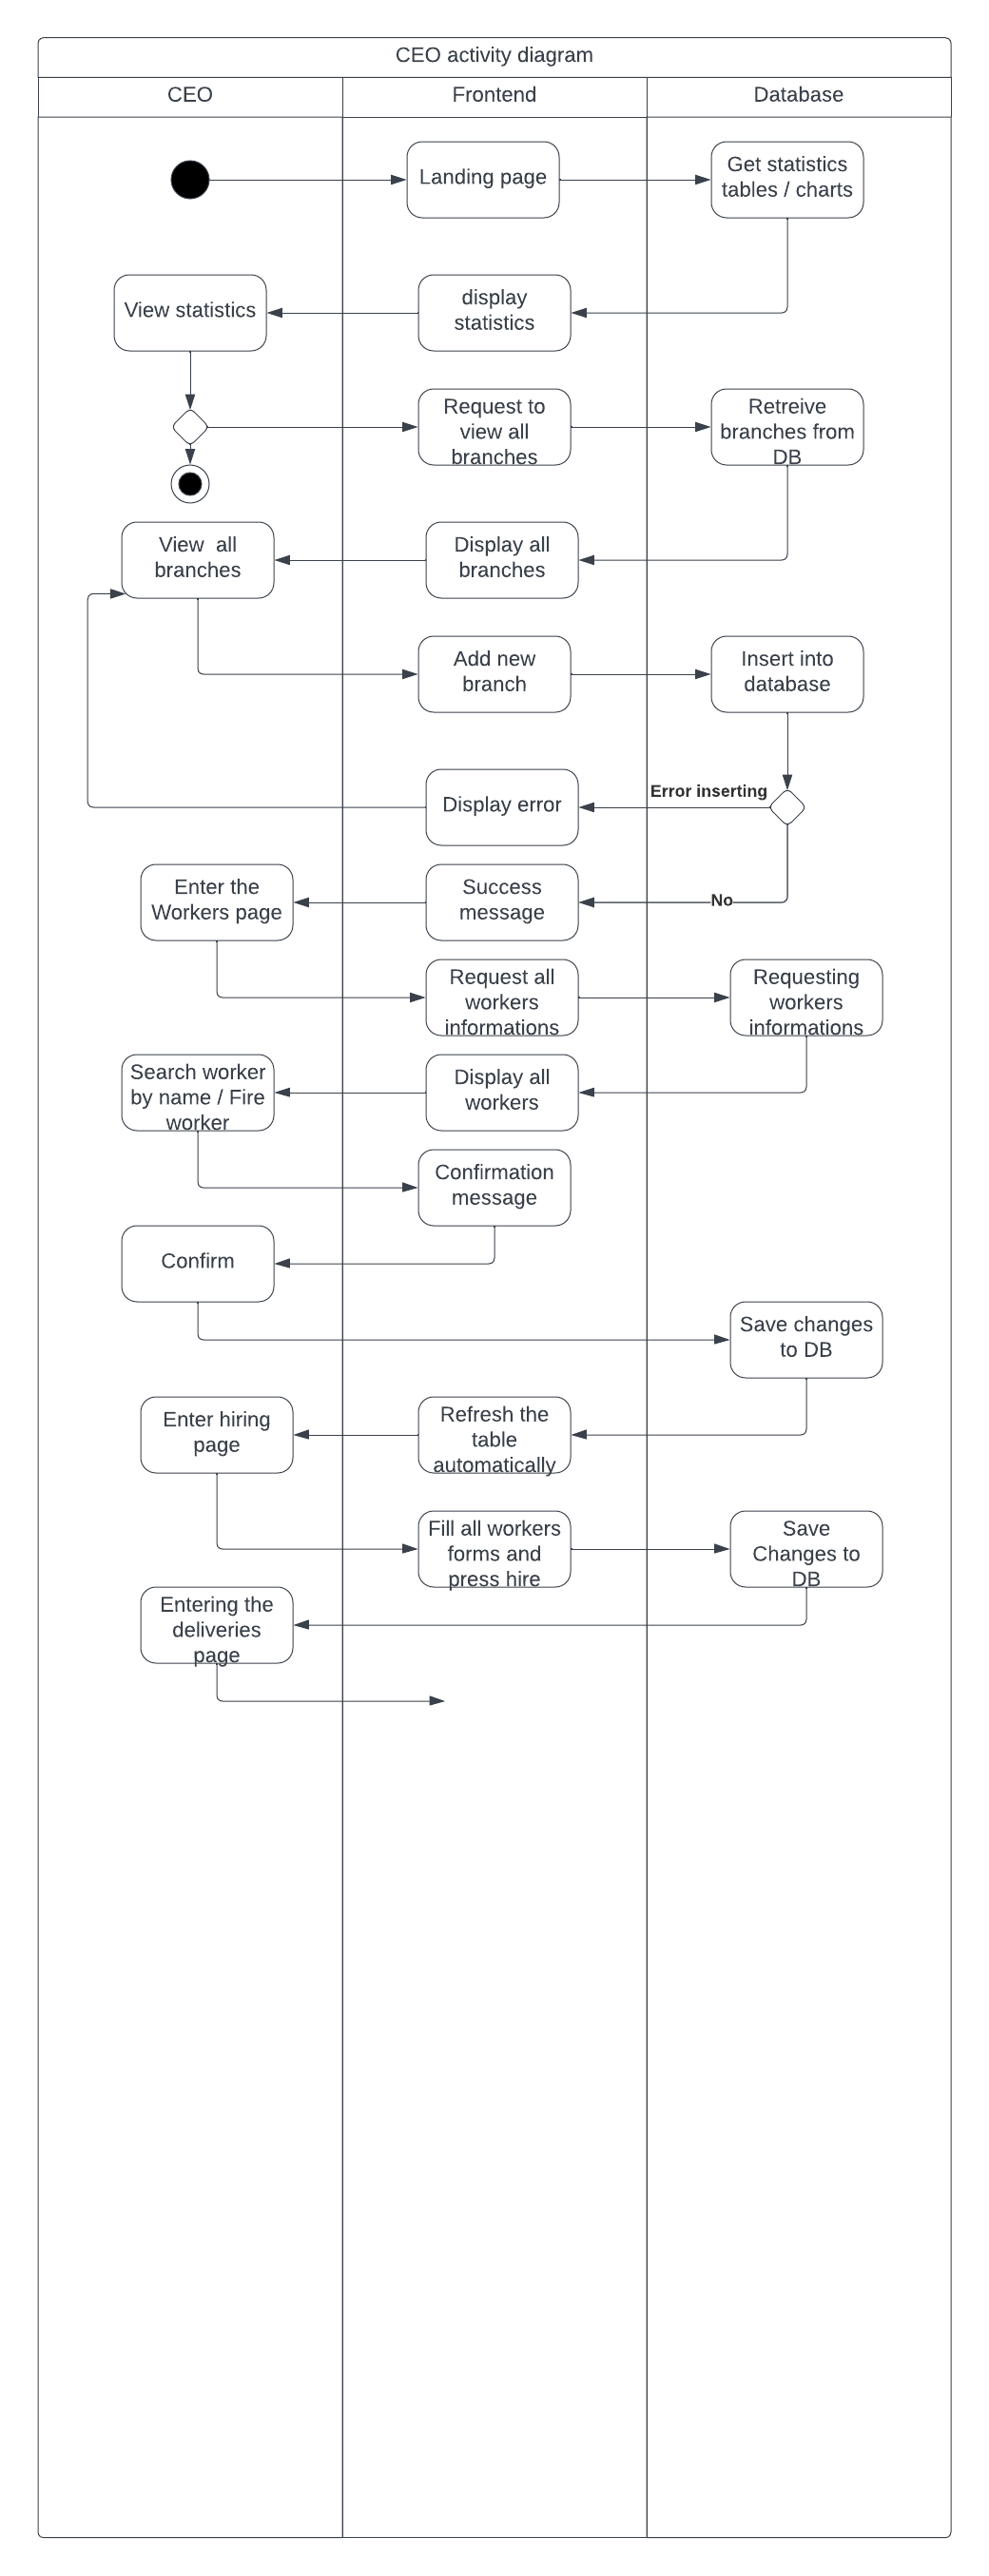 CEO activity diagram
CEO
Frontend
Database
Landing page
Get statistics
tables / charts
View statistics
display
statistics
Request to
view all
branches
Retreive
branches from
DB
View  all
branches
Display all
branches
Add new
branch
Insert into
database
Error inserting
Display error
Enter the
Workers page
Success
message
No
Request all
workers
informations
Requesting
workers
informations
Search worker
by name / Fire
worker
Display all
workers
Confirmation
message
Confirm
Save changes
to DB
Enter hiring
page
Refresh the
table
automatically
Fill all workers
forms and
press hire
Save
Changes to
DB
Entering the
deliveries
page